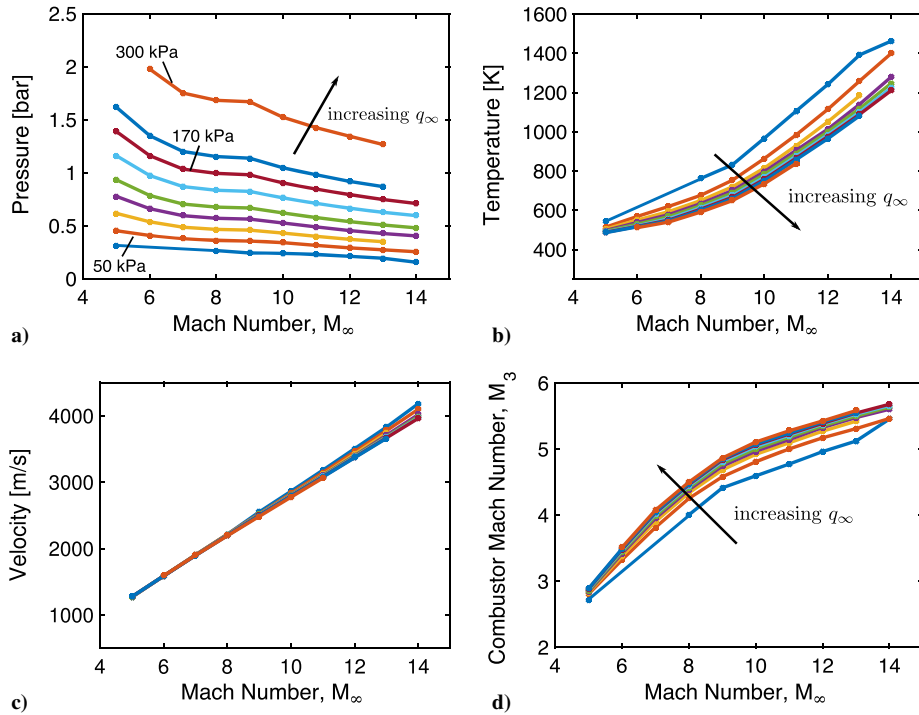 2.5
2
1.5
1
0.5
0
Pressure [bar]
300 kPa
170 kPa
50 kPa
increasing q∞
4 6 8 10 12 14
Mach Number, M∞
a)
1600
1400
1200
1000
800
600
400
Temperature [K]
increasing q∞
4 6 8 10 12 14
Mach Number, M∞
b)
4000
3000
2000
1000
Velocity [m/s]
4 6 8 10 12 14
Mach Number, M∞
c)
6
5
4
3
2
Combustor Mach Number, M3
increasing q∞
4 6 8 10 12 14
Mach Number, M∞
d)